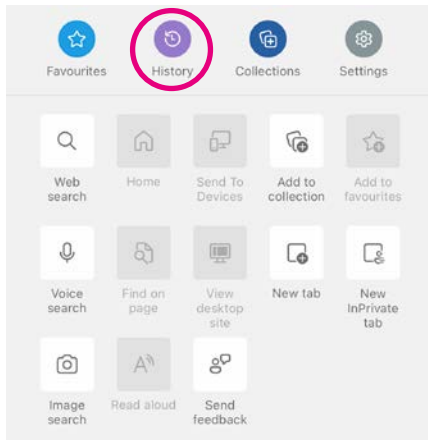 Favourites History Collections Settings
Web Home Send To Add to Add to
search Devices collection favourites
Voice Find on View New tab New
search page desktop InPrivate
site tab
Image Read aloud Send
search feedback